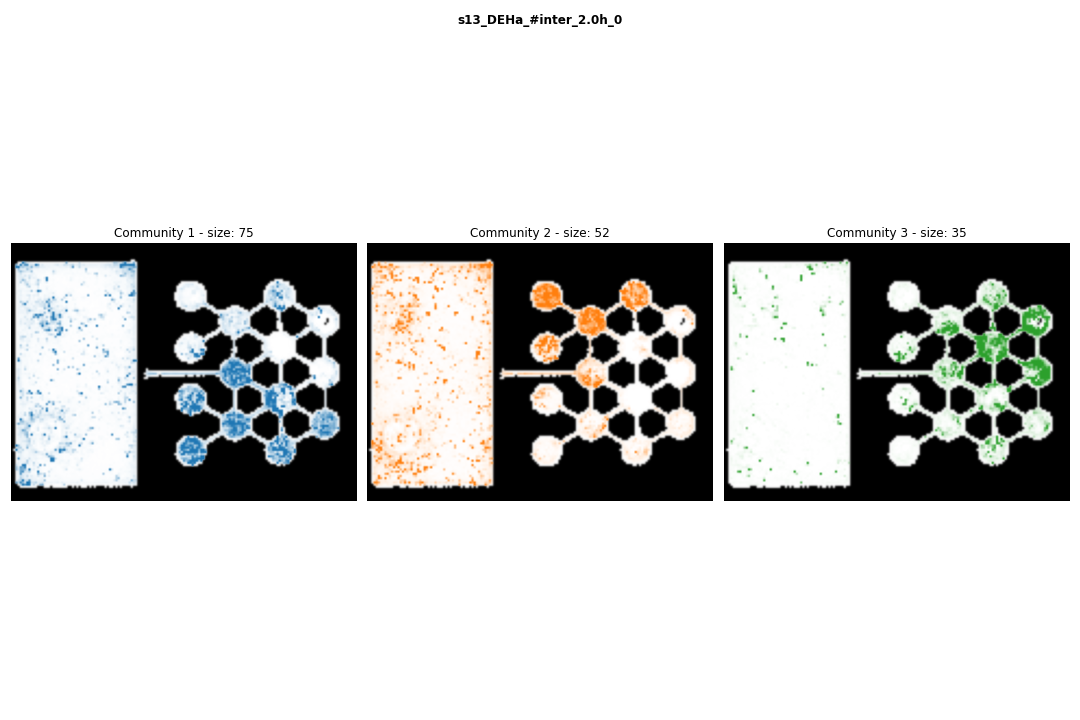 s13_DEHa_#inter_2.0h_0
Community 1 - size: 75
Community 2 - size: 52
Community 3 - size: 35